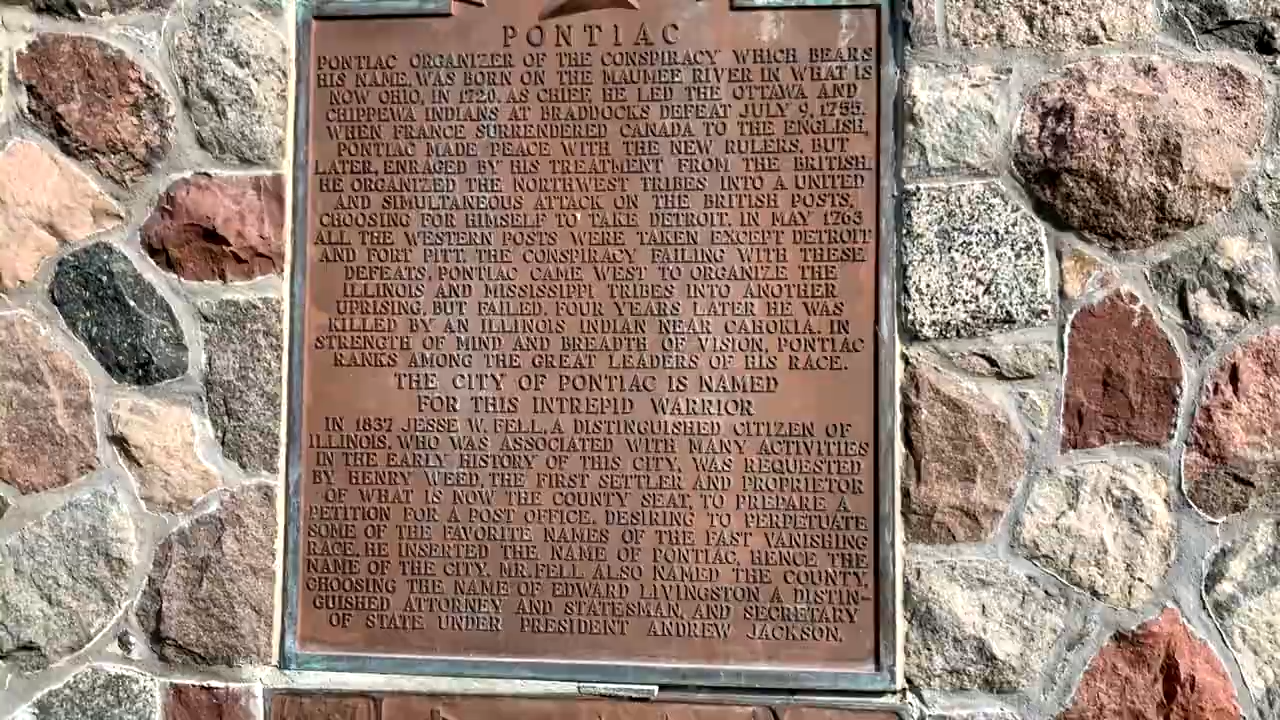 PONTIAC
PONTIAC ORGANIZER OF THE CONSPIRACY WHICH BEARS
HIS NAME, WAS BORN ON THE MAUMEE RIVER IN WHAT IS
NOW OHIO, IN 1720. AS CHIEF HE LED THE OTTAWA AND
CHIPPEWA INDIANS AT BRADDOCKS DEFEAT JULY 9, 1755.
WHEN FRANCE SURRENDERED CANADA TO THE ENGLISH,
PONTIAC MADE PEACE WITH THE NEW RULERS, BUT
LATER, ENRAGED BY HIS TREATMENT FROM THE BRITISH,
HE ORGANIZED THE NORTHWEST TRIBES INTO A UNITED
AND SIMULTANEOUS ATTACK ON THE BRITISH POSTS,
CHOOSING FOR HIMSELF TO TAKE DETROIT. IN MAY 1763
ALL THE WESTERN POSTS WERE TAKEN EXCEPT DETROIT
AND FORT PITT, THE CONSPIRACY FAILING WITH THESE
DEFEATS. PONTIAC CAME WEST TO ORGANIZE THE
ILLINOIS AND MISSISSIPPI TRIBES INTO ANOTHER
UPRISING, BUT FAILED. FOUR YEARS LATER HE WAS
KILLED BY AN ILLINOIS INDIAN NEAR CAHOKIA. IN
STRENGTH OF MIND AND BREADTH OF VISION, PONTIAC
RANKS AMONG THE GREAT LEADERS OF HIS RACE.
THE CITY OF PONTIAC IS NAMED
FOR THIS INTREPID WARRIOR
IN 1837 JESSE W. FELL, A DISTINGUISHED CITIZEN OF
ILLINOIS, WHO WAS ASSOCIATED WITH MANY ACTIVITIES
IN THE EARLY HISTORY OF THIS CITY, WAS REQUESTED
BY HENRY WEED, THE FIRST SETTLER AND PROPRIETOR
OF WHAT IS NOW THE COUNTY SEAT, TO PREPARE A
PETITION FOR A POST OFFICE. DESIRING TO PERPETUATE
SOME OF THE FAVORITE NAMES OF THE FAST VANISHING
RACE, HE INSERTED THE NAME OF PONTIAC, HENCE THE
NAME OF THE CITY. MR. FELL ALSO NAMED THE COUNTY,
CHOOSING THE NAME OF EDWARD LIVINGSTON A DISTIN-
GUISHED ATTORNEY AND STATESMAN, AND SECRETARY
OF STATE UNDER PRESIDENT ANDREW JACKSON.